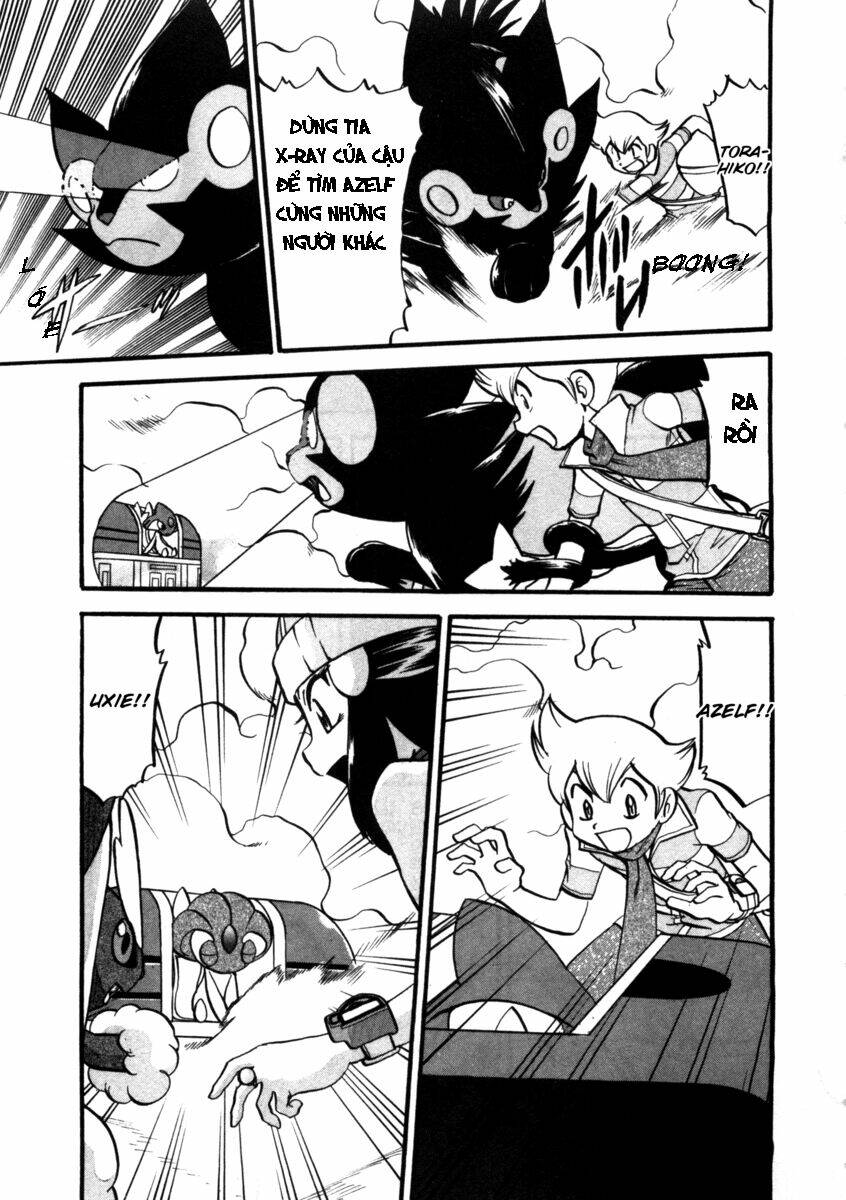 TORA-
HIKO!!
BOONG!
DÙNG TIA
X-RAY CỦA CẬU
ĐỂ TÌM AZELF
CÙNG NHỮNG
NGƯỜI KHÁC
LÓE
RA
RỒI
AZELF!!
UXIE!!